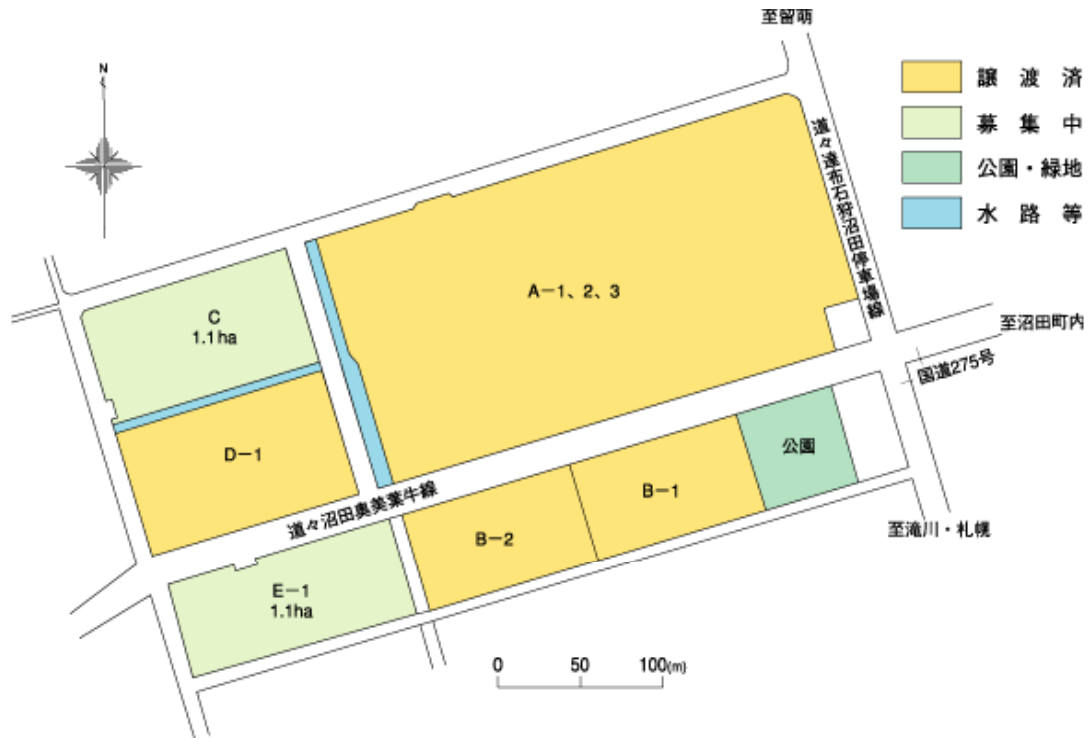 至留萌
N
譲渡済
募集中
公園・緑地
水路等
道々達布石狩沼田停車場線
A－1、2、3
C
1.1ha
至沼田町内
国道275号
D－1
公園
B－1
道々沼田奥美葉牛線
B－2
至滝川・札幌
E－1
1.1ha
0 50 100(m)